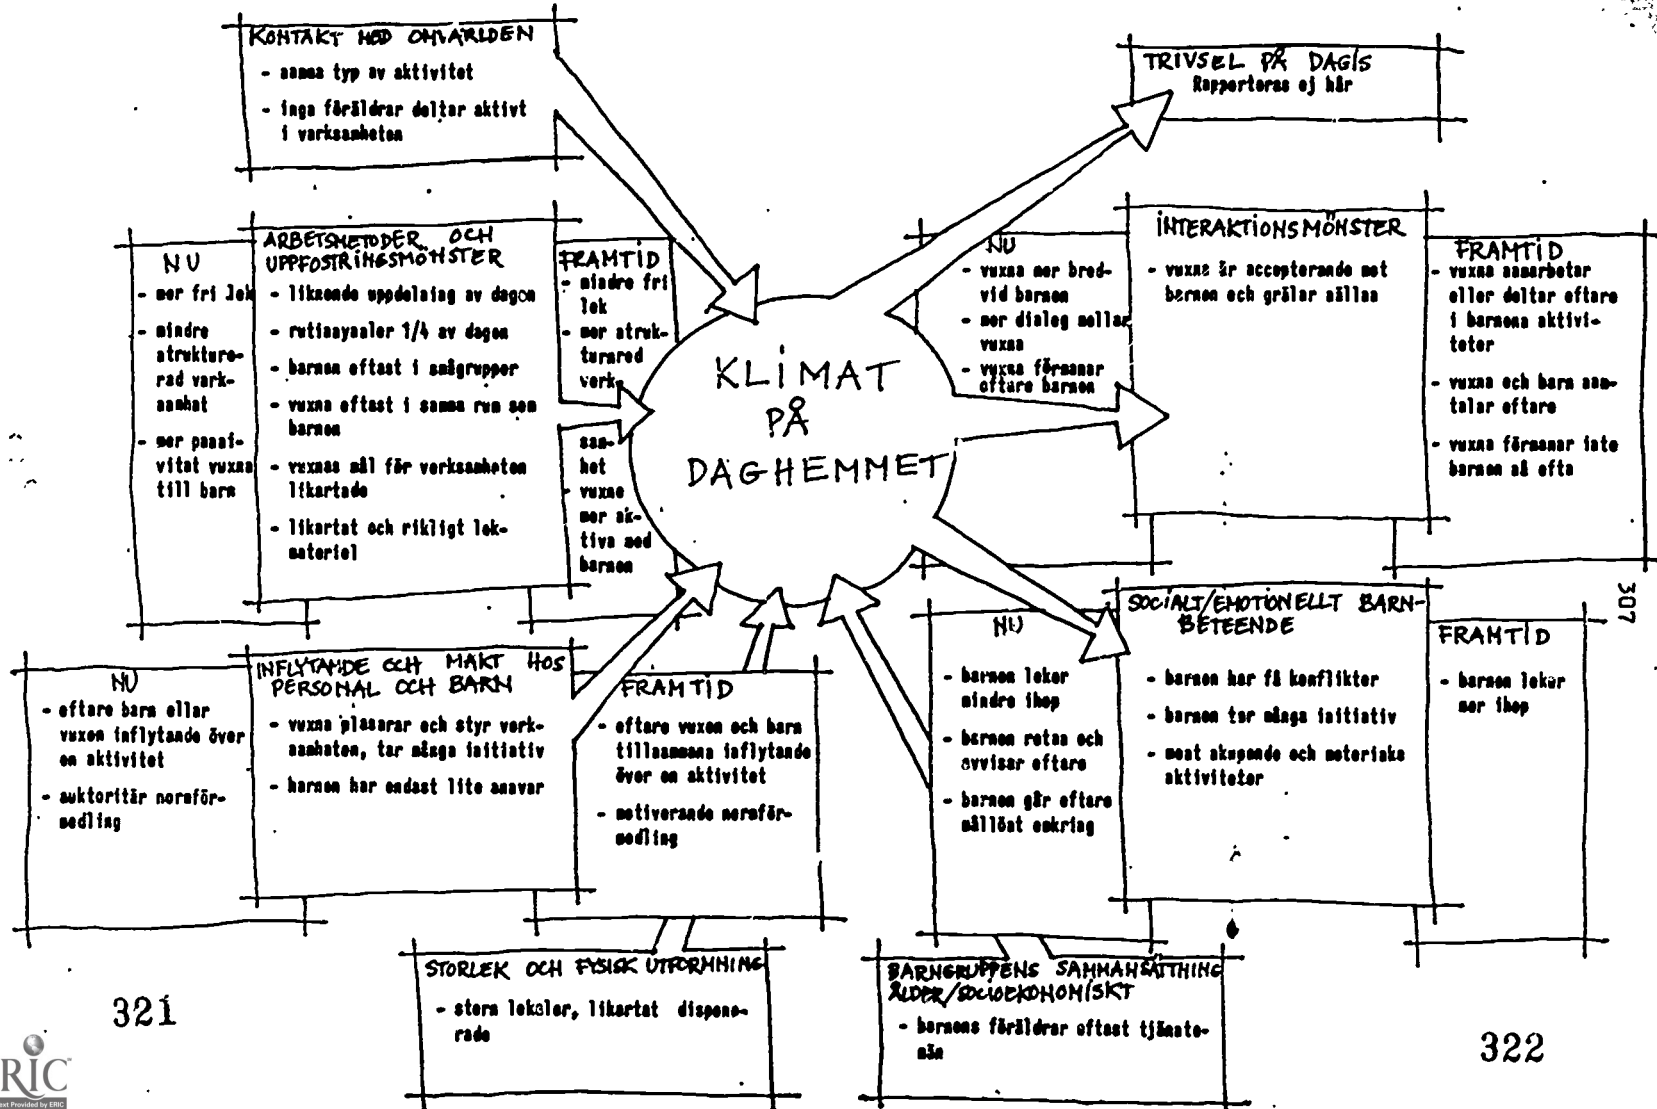 KONTAKT MED OMVÄRLDEN
- samma typ av aktivitet
- inga föräldrar deltar aktivt
i verksamheten
TRIVSEL PÅ DAGIS
Rapporteras ej här
NU
- mer fri lek
- mindre
strukture-
rad verk-
samhet
- mer passi-
vitet vuxna
till barn
ARBETSMETODER OCH
UPPFOSTRINGSMÖNSTER
- liknande uppdelning av dagen
- rutinsysslor 1/4 av dagen
- barnen oftast i smågrupper
- vuxna oftast i samma rum som
barnen
- vuxnas mål för verksamheten
likartade
- likartat och rikligt lek-
material
FRAMTID
- mindre fri
lek
- mer struk-
turerad
verk-
sam-
het
- vuxna
mer ak-
tiva med
barnen
KLIMAT
PÅ
DAGHEMMET
NU
- vuxna mer bred-
vid barnen
- mer dialog mellan
vuxna
- vuxna förmanar
oftare barnen
INTERAKTIONSMÖNSTER
- vuxna är accepterande mot
barnen och grälar sällan
FRAMTID
- vuxna samarbetar
eller deltar oftare
i barnens aktivi-
teter
- vuxna och barn sam-
talar oftare
- vuxna förmanar inte
barnen så ofta
307
NU
- oftare barn eller
vuxen inflytande över
en aktivitet
- auktoritär normför-
medling
INFLYTANDE OCH MAKT HOS
PERSONAL OCH BARN
- vuxna planerar och styr verk-
samheten, tar många initiativ
- barnen har endast lite ansvar
FRAMTID
- oftare vuxen och barn
tillsammans inflytande
över en aktivitet
- motiverande normför-
medling
NU
- barnen leker
mindre ihop
- barnen retas och
avvisar oftare
- barnen går oftare
mållöst omkring
SOCIALT/EMOTIONELLT BARN-
BETEENDE
- barnen har få konflikter
- barnen tar många initiativ
- mest skapande och motoriska
aktiviteter
FRAMTID
- barnen leker
mer ihop
STORLEK OCH FYSISK UTFORMNING
- stora lokaler, likartat dispone-
rade
BARNGRUPPENS SAMMANSÄTTNING
ÅLDER/SOCIOEKONOMISKT
- barnens föräldrar oftast tjänste-
män
321
322
ERIC
Full Text Provided by ERIC